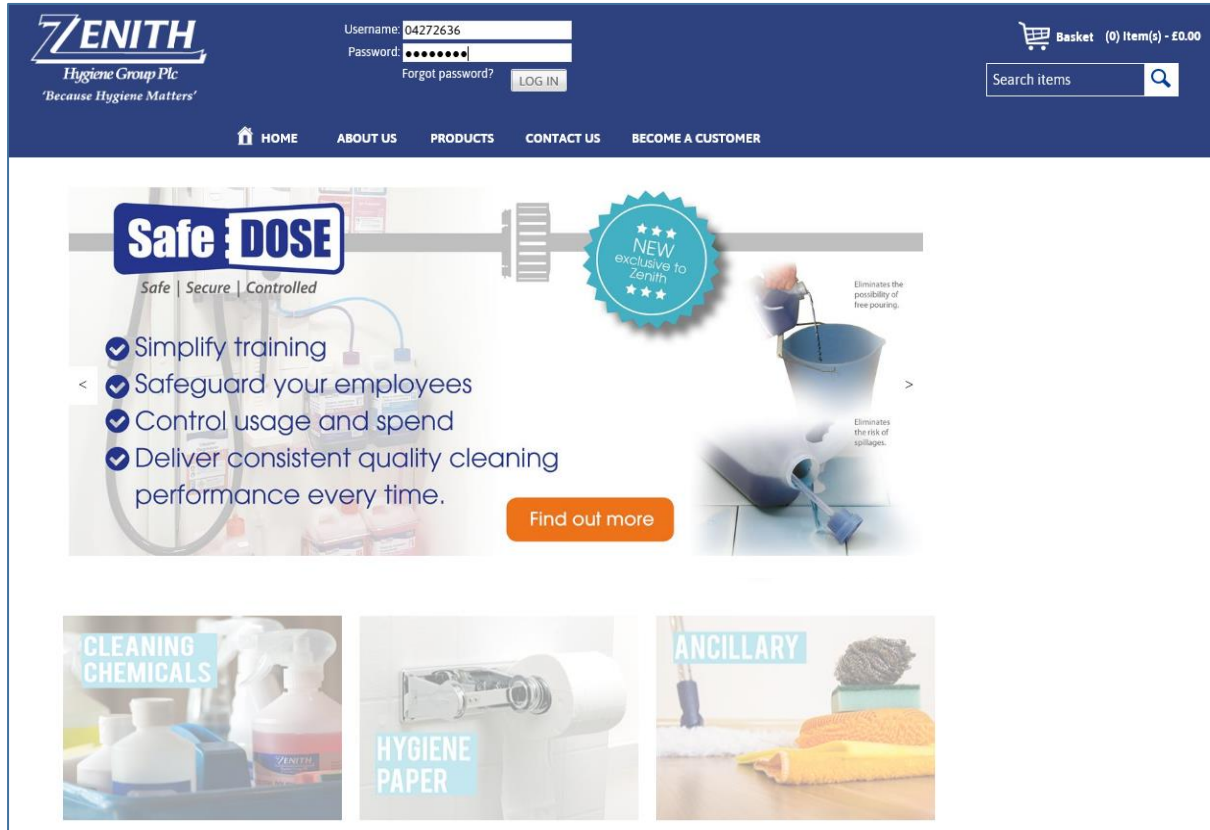 ZENITH
Hygiene Group Plc
'Because Hygiene Matters'
Username: 04272636
Password: ●●●●●●●●
Forgot password? LOG IN
Basket (0) Item(s) - £0.00
Search items
HOME ABOUT US PRODUCTS CONTACT US BECOME A CUSTOMER
Safe DOSE
Safe | Secure | Controlled
NEW
exclusive to
Zenith
Eliminates the
possibility of
free pouring.
Simplify training
< Safeguard your employees >
Control usage and spend
Deliver consistent quality cleaning
performance every time.
Eliminates
the risk of
spillages.
Find out more
CLEANING
CHEMICALS
ZENITH
HYGIENE
PAPER
ANCILLARY